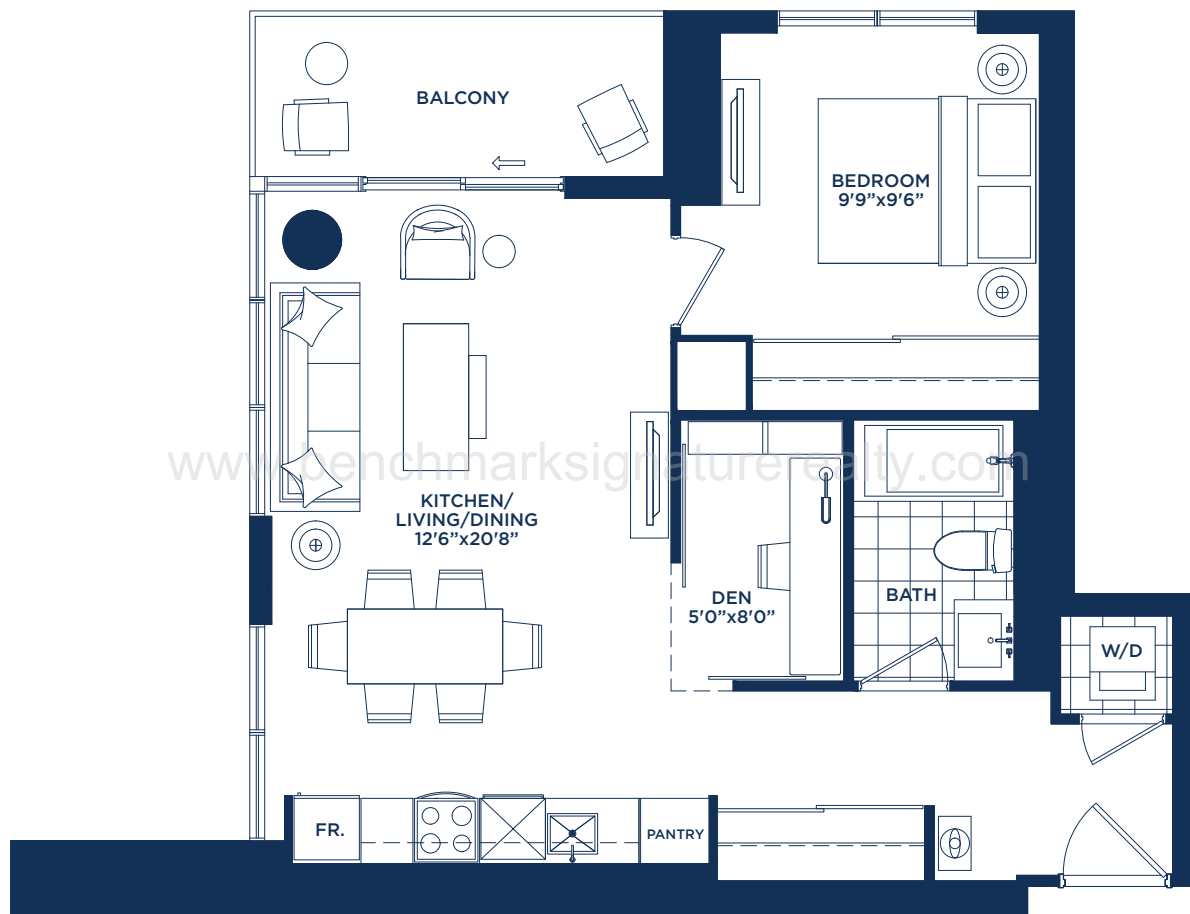 BALCONY
BEDROOM
9'9”x9'6”
www.benchmarksignaturerealty.com
KITCHEN/
LIVING/DINING
12'6”x20'8”
DEN
5'0”x8'0”
BATH
W/D
FR.
PANTRY